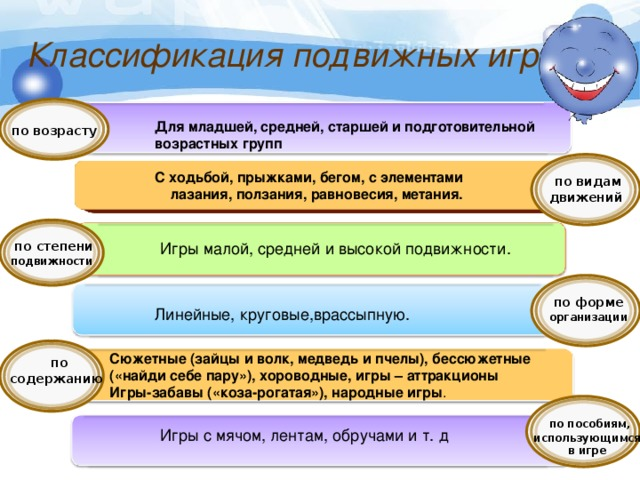 Классификация подвижных игр
по возрасту
Для младшей, средней, старшей и подготовительной
возрастных групп
С ходьбой, прыжками, бегом, с элементами
лазания, ползания, равновесия, метания.
по видам
движений
по степени
подвижности
Игры малой, средней и высокой подвижности.
Линейные, круговые,врассыпную.
по форме
организации
по
содержанию
Сюжетные (зайцы и волк, медведь и пчелы), бессюжетные
(«найди себе пару»), хороводные, игры – аттракционы
Игры-забавы («коза-рогатая»), народные игры.
Игры с мячом, лентам, обручами и т. д
по пособиям,
использующимся
в игре